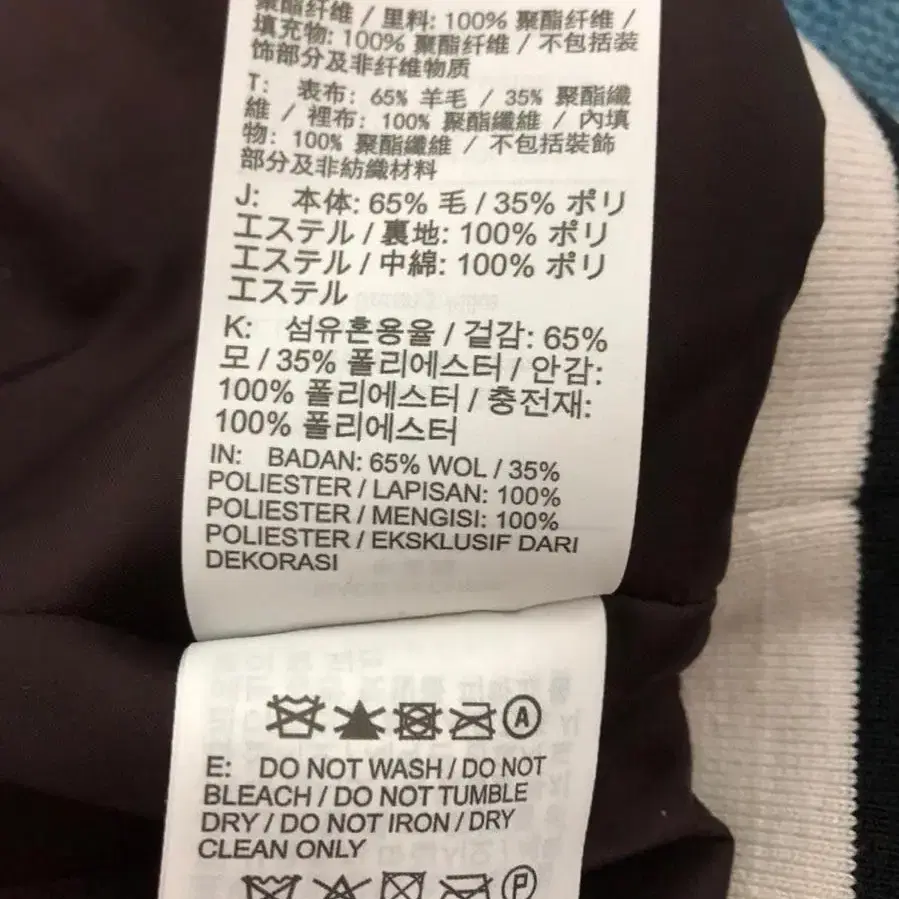 聚酯纤维 / 里料: 100% 聚酯纤维 /
填充物: 100% 聚酯纤维 / 不包括装
饰部分及非纤维物质
T: 表布: 65% 羊毛 / 35% 聚酯纖
維 / 裡布: 100% 聚酯纖維 / 內填
物: 100% 聚酯纖維 / 不包括裝飾
部分及非紡織材料
J: 本体: 65% 毛 / 35% ポリ
エステル / 裏地: 100% ポリ
エステル / 中綿: 100% ポリ
エステル
K: 섬유혼용율 / 겉감: 65%
모 / 35% 폴리에스터 / 안감:
100% 폴리에스터 / 충전재:
100% 폴리에스터
IN: BADAN: 65% WOL / 35%
POLIESTER / LAPISAN: 100%
POLIESTER / MENGISI: 100%
POLIESTER / EKSKLUSIF DARI
DEKORASI
A
E: DO NOT WASH / DO NOT
BLEACH / DO NOT TUMBLE
DRY / DO NOT IRON / DRY
CLEAN ONLY
P